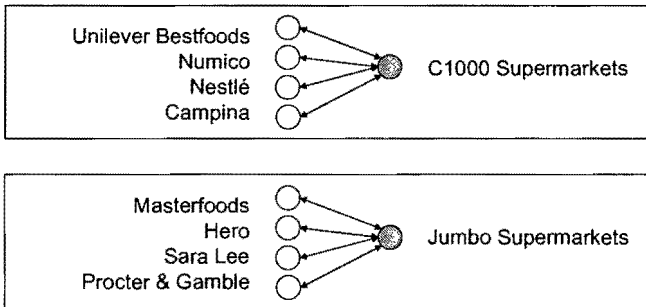 Unilever Bestfoods
Numico
Nestlé
Campina
C1000 Supermarkets
Masterfoods
Hero
Sara Lee
Procter & Gamble
Jumbo Supermarkets